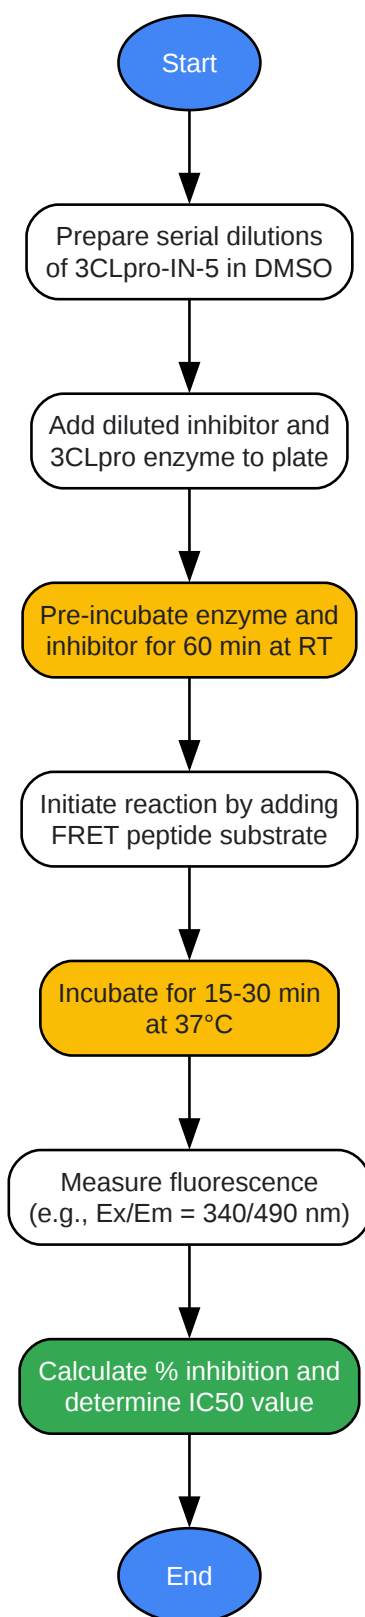 Start
Prepare serial dilutions
of 3CLpro-IN-5 in DMSO
Add diluted inhibitor and
3CLpro enzyme to plate
Pre-incubate enzyme and
inhibitor for 60 min at RT
Initiate reaction by adding
FRET peptide substrate
Incubate for 15-30 min
at 37°C
Measure fluorescence
(e.g., Ex/Em = 340/490 nm)
Calculate % inhibition and
determine IC50 value
End